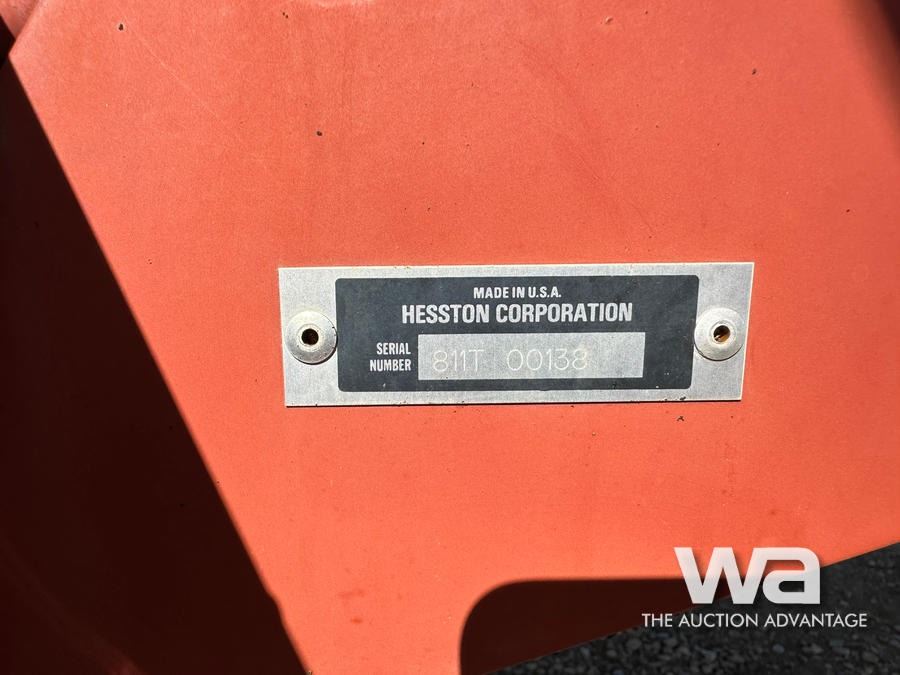 MADE IN U.S.A.
HESSTON CORPORATION
SERIAL
NUMBER
811T 00138
wa
THE AUCTION ADVANTAGE